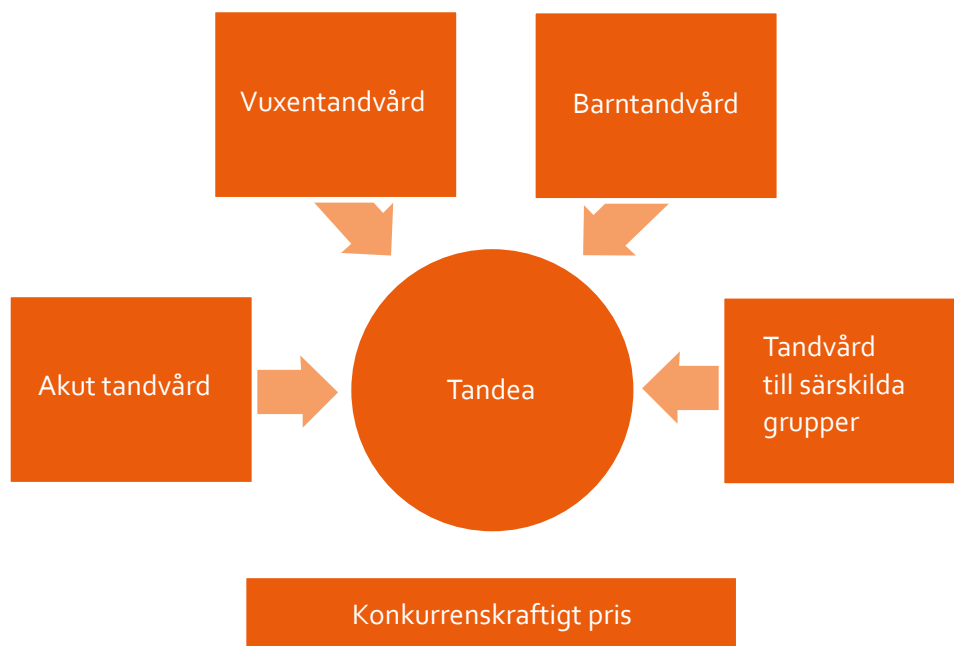 Vuxentandvård
Barntandvård
Akut tandvård
Tandea
Tandvård
till särskilda
grupper
Konkurrenskraftigt pris